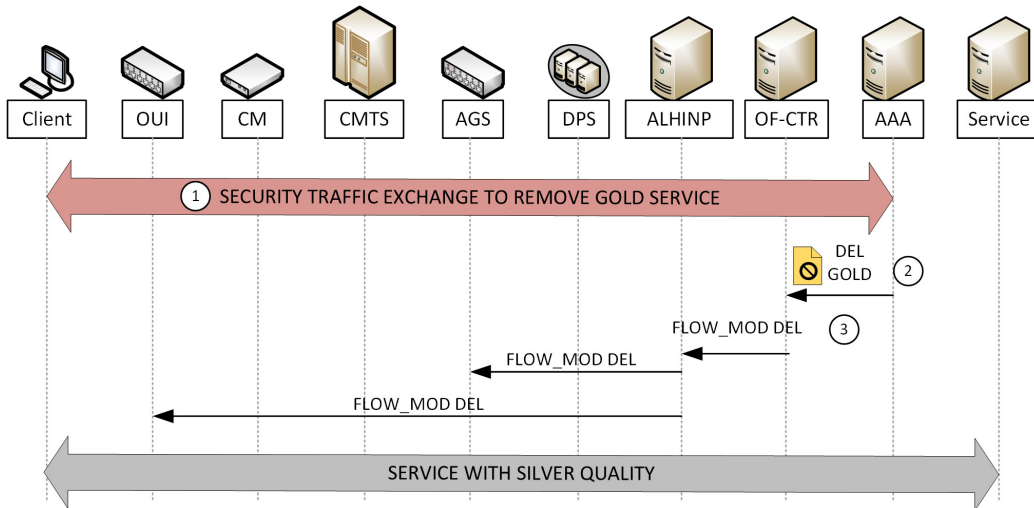 Client OUI CM CMTS AGS DPS ALHINP OF-CTR AAA Service
1 SECURITY TRAFFIC EXCHANGE TO REMOVE GOLD SERVICE
DEL
GOLD
2
FLOW_MOD DEL
3
FLOW_MOD DEL
FLOW_MOD DEL
SERVICE WITH SILVER QUALITY